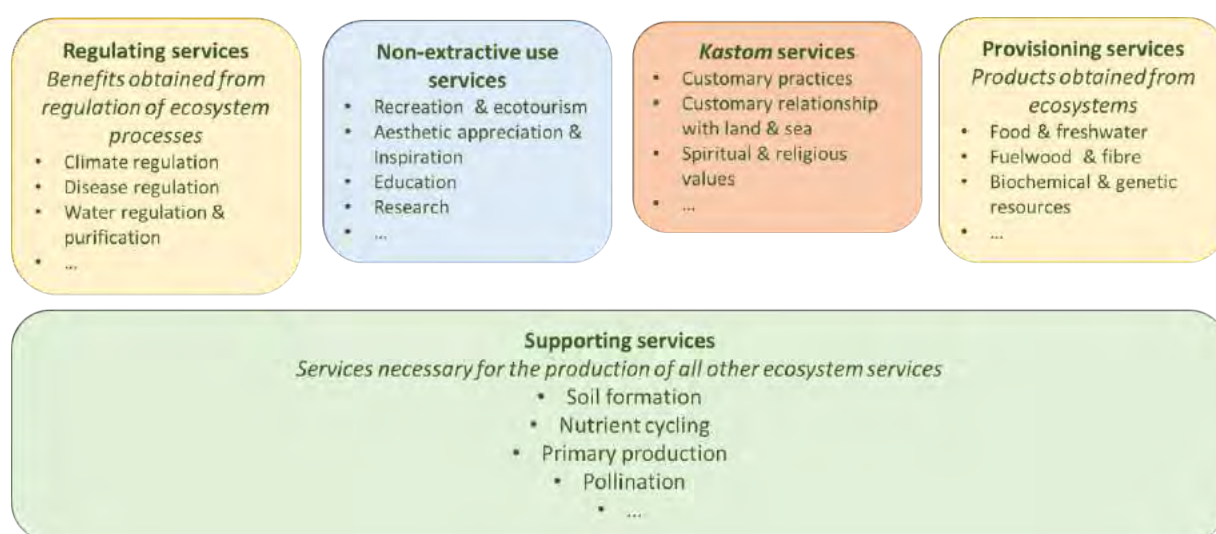 Regulating services
Benefits obtained from
regulation of ecosystem
processes
• Climate regulation
• Disease regulation
• Water regulation &
purification
• ...
Non-extractive use
services
• Recreation & ecotourism
• Aesthetic appreciation &
Inspiration
• Education
• Research
• ...
Kastom services
• Customary practices
• Customary relationship
with land & sea
• Spiritual & religious
values
• ...
Provisioning services
Products obtained from
ecosystems
• Food & freshwater
• Fuelwood & fibre
• Biochemical & genetic
resources
• ...
Supporting services
Services necessary for the production of all other ecosystem services
• Soil formation
• Nutrient cycling
• Primary production
• Pollination
• ...